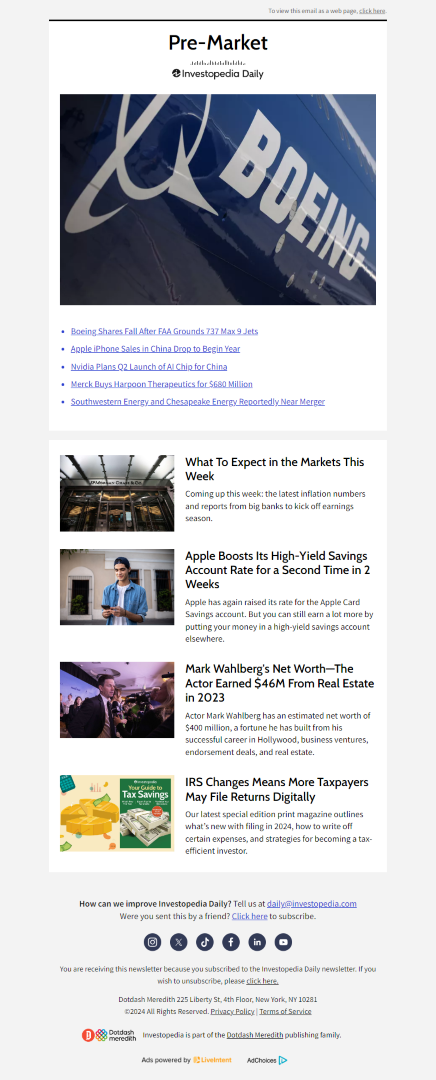 To view this email as a web page, click here.
Pre-Market
Investopedia Daily
BOEING
Boeing Shares Fall After FAA Grounds 737 Max 9 Jets
Apple iPhone Sales in China Drop to Begin Year
Nvidia Plans Q2 Launch of AI Chip for China
Merck Buys Harpoon Therapeutics for $680 Million
Southwestern Energy and Chesapeake Energy Reportedly Near Merger
What To Expect in the Markets This
Week
Coming up this week: the latest inflation numbers
and reports from big banks to kick off earnings
season.
Apple Boosts Its High-Yield Savings
Account Rate for a Second Time in 2
Weeks
Apple has again raised its rate for the Apple Card
Savings account. But you can still earn a lot more by
putting your money in a high-yield savings account
elsewhere.
Mark Wahlberg's Net Worth—The
Actor Earned $46M From Real Estate
in 2023
Actor Mark Wahlberg has an estimated net worth of
$400 million, a fortune he has built from his
successful career in Hollywood, business ventures,
endorsement deals, and real estate.
Your Guide to
Tax Savings
IRS Changes Means More Taxpayers
May File Returns Digitally
Our latest special edition print magazine outlines
what's new with filing in 2024, how to write off
certain expenses, and strategies for becoming a tax-
efficient investor.
How can we improve Investopedia Daily? Tell us at daily@investopedia.com
Were you sent this by a friend? Click here to subscribe.
You are receiving this newsletter because you subscribed to the Investopedia Daily newsletter. If you
wish to unsubscribe, please click here.
Dotdash Meredith 225 Liberty St, 4th Floor, New York, NY 10281
©2024 All Rights Reserved. Privacy Policy | Terms of Service
Dotdash
meredith
Investopedia is part of the Dotdash Meredith publishing family.
Ads powered by LiveIntent
AdChoices